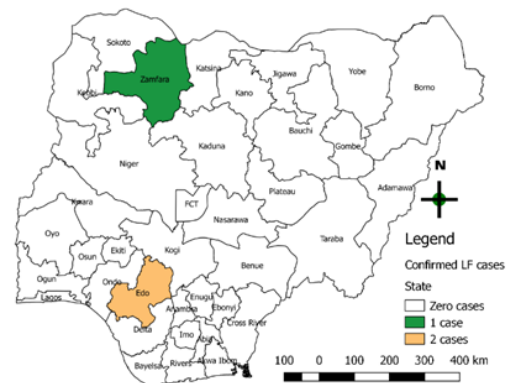 Sokoto
Katsina
Jigawa
Yobe
Borno
Zamfara
Kebbi
Kano
Bauchi
Gombe
Kaduna
Niger
Adamawa
N
Plateau
FCT
Kwara
Nasarawa
Oyo
Taraba
Legend
Kogi
Ekiti
Osun
Benue
Confirmed LF cases
State
Ogun
Ondo
Edo
Lagos
Enugu
Anambra
Ebonyi
Zero cases
1 case
Cross River
Delta
Imo
Abia
2 cases
Bayelsa
Rivers
Akwa Ibom
100 0 100 200 300 400 km